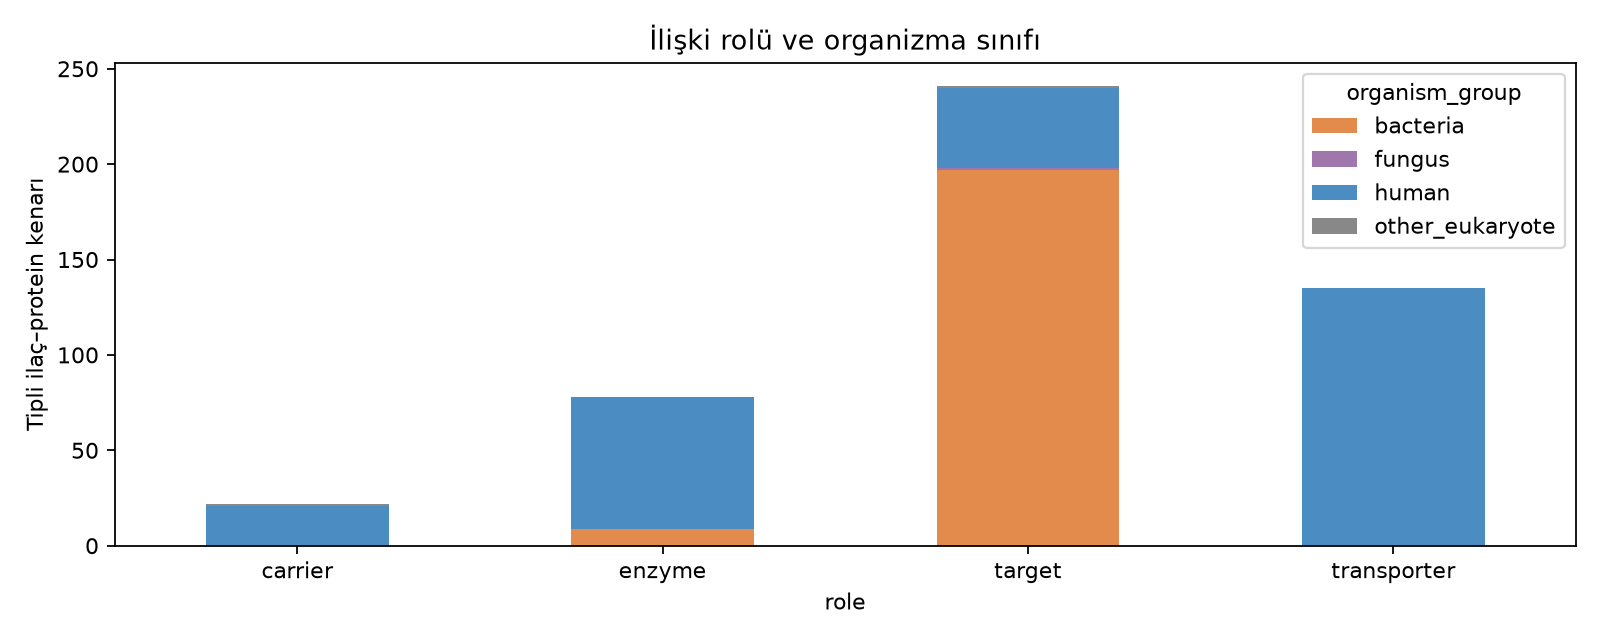 İlişki rolü ve organizma sınıfı
Tipli ilaç–protein kenarı
250
200
150
100
50
0
carrier
enzyme
target
transporter
role
organism_group
bacteria
fungus
human
other_eukaryote